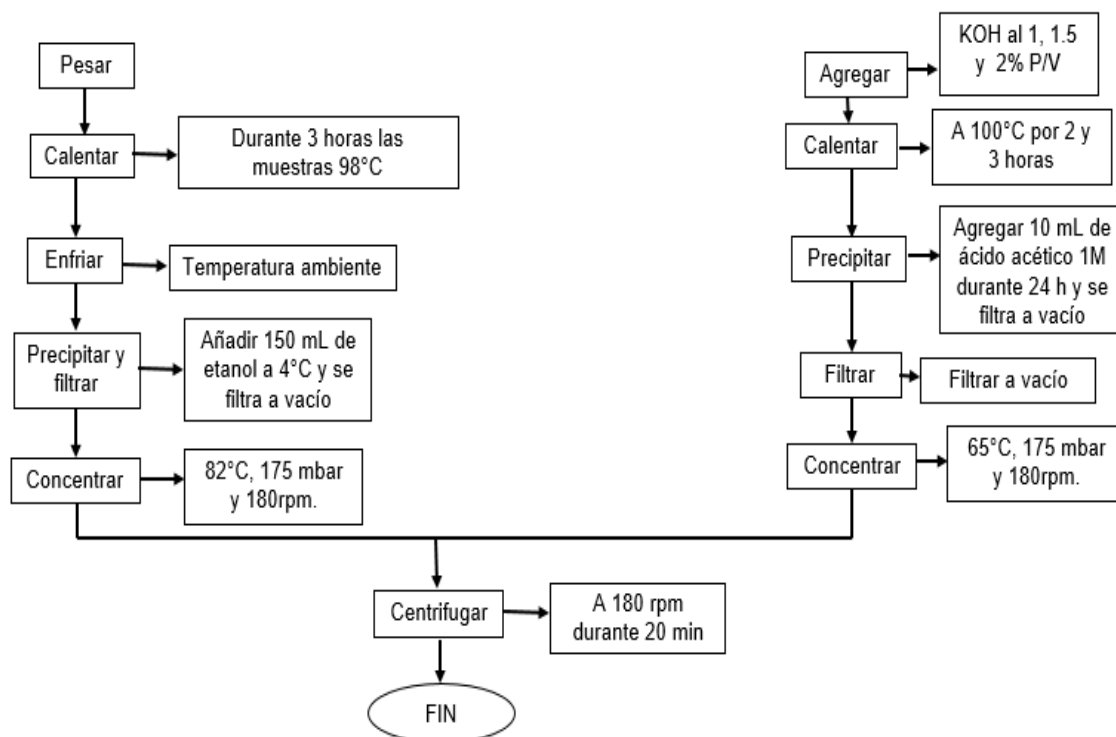 Pesar
Calentar
Durante 3 horas las
muestras 98°C
Enfriar
Temperatura ambiente
Precipitar y
filtrar
Añadir 150 mL de
etanol a 4°C y se
filtra a vacío
Concentrar
82°C, 175 mbar
y 180rpm.
Agregar
KOH al 1, 1.5
y 2% P/V
Calentar
A 100°C por 2 y
3 horas
Precipitar
Agregar 10 mL de
ácido acético 1M
durante 24 h y se
filtra a vacío
Filtrar
Filtrar a vacío
Concentrar
65°C, 175 mbar
y 180rpm.
Centrifugar
A 180 rpm
durante 20 min
FIN